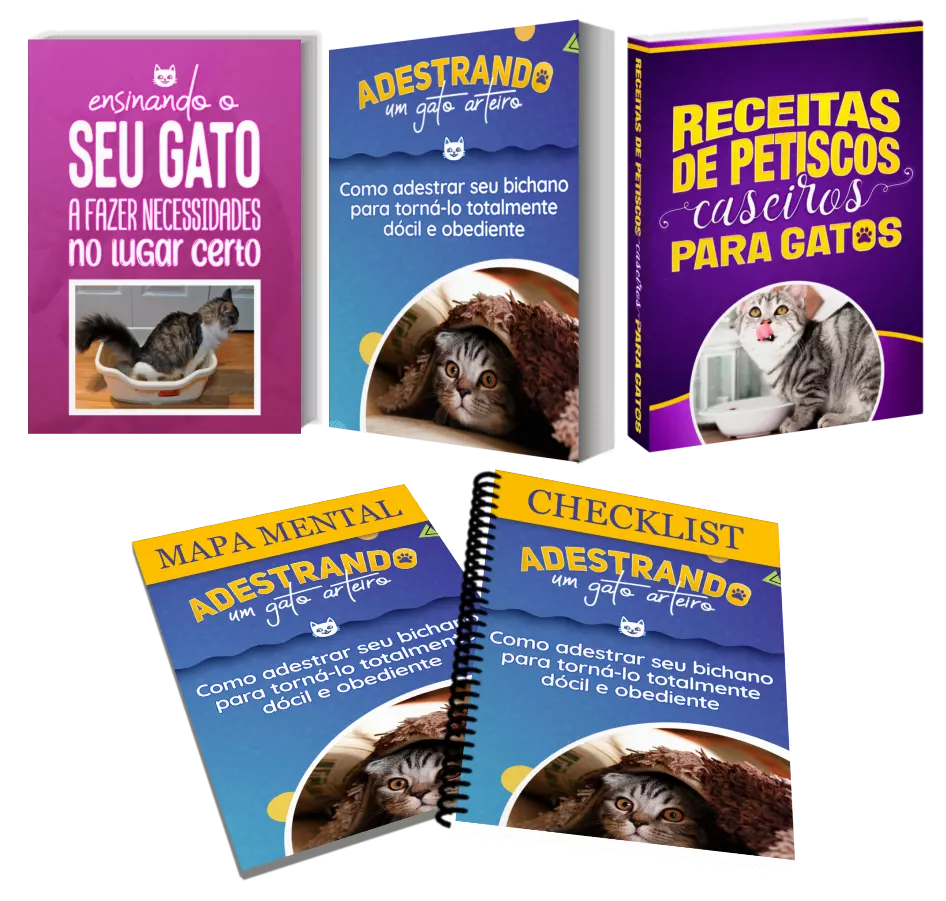 ensinando o
SEU GATO
A FAZER NECESSIDADES
no lugar certo
ADESTRANDO
um gato arteiro
Como adestrar seu bichano
para torná-lo totalmente
dócil e obediente
RECEITAS DE PETISCOS caseiros PARA GATOS
RECEITAS
DE PETISCOS
caseiros
PARA GATOS
MAPA MENTAL
ADESTRANDO
um gato arteiro
Como adestrar seu bichano
para torná-lo totalmente
dócil e obediente
CHECKLIST
ADESTRANDO
um gato arteiro
Como adestrar seu bichano
para torná-lo totalmente
dócil e obediente